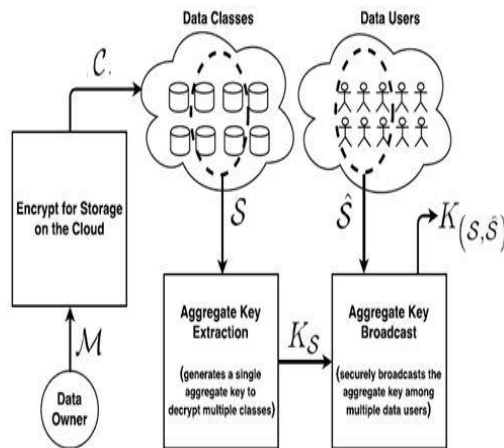 Data Classes
Data Users
C.
Encrypt for Storage
on the Cloud
S
Ŝ
K(S,Ŝ)
Aggregate Key
Extraction
(generates a single
aggregate key to
decrypt multiple classes)
K_S
Aggregate Key
Broadcast
(securely broadcasts the
aggregate key among
multiple data users)
M
Data
Owner